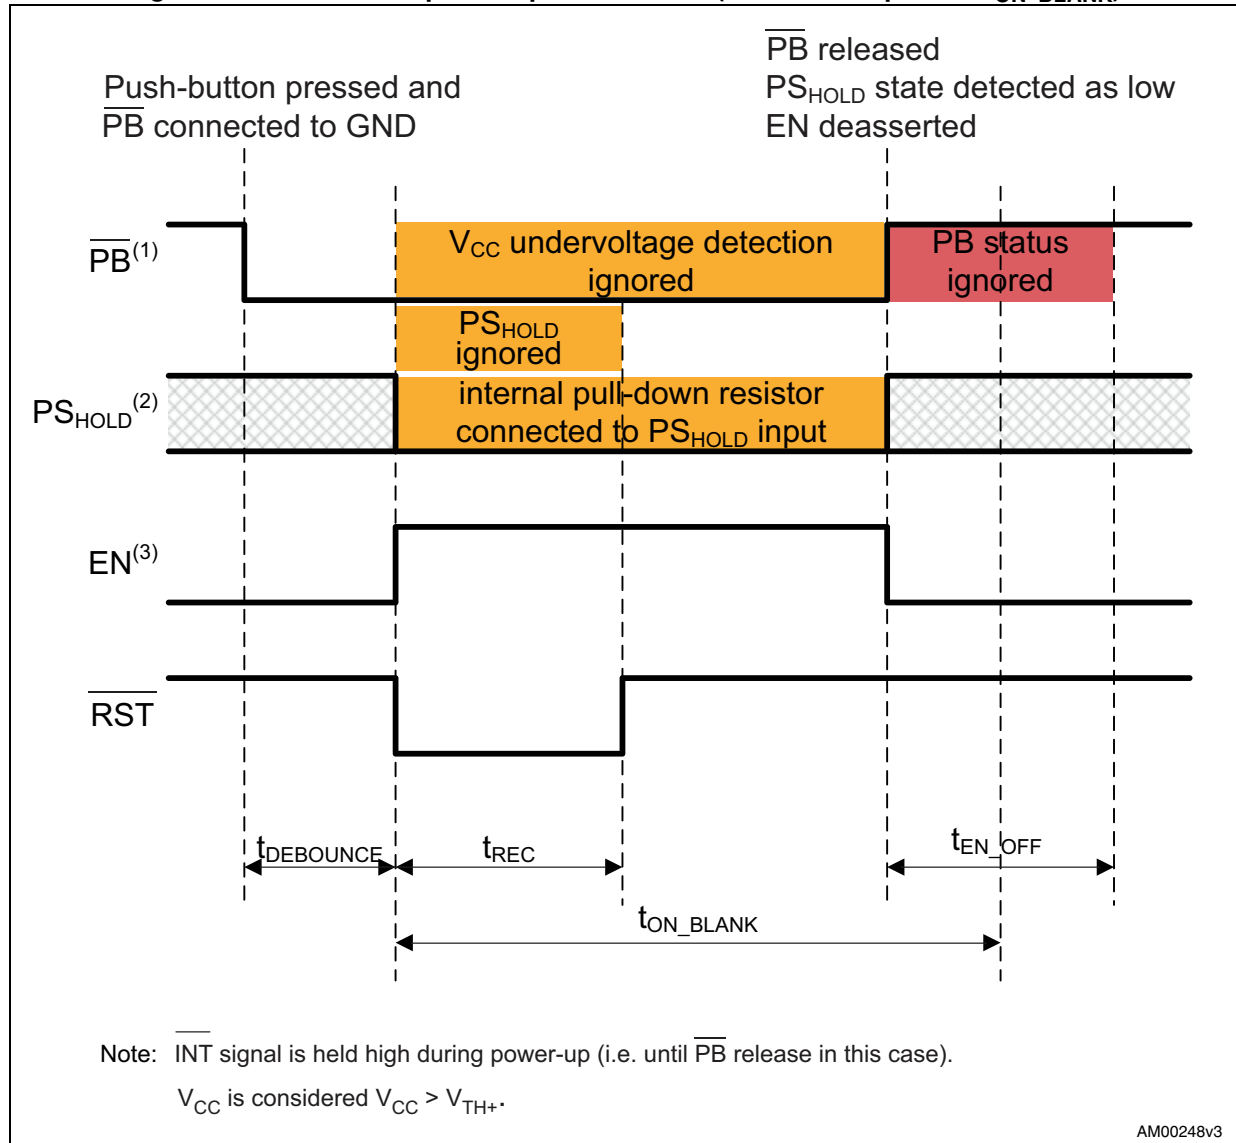 Push-button pressed and
PB connected to GND
PB released
PSHOLD state detected as low
EN deasserted
PB(1)
VCC undervoltage detection
ignored
PB status
ignored
PSHOLD
ignored
PSHOLD(2)
internal pull-down resistor
connected to PSHOLD input
EN(3)
RST
tDEBOUNCE
tREC
tEN_OFF
tON_BLANK
Note: INT signal is held high during power-up (i.e. until PB release in this case).
VCC is considered VCC > VTH+.
AM00248v3